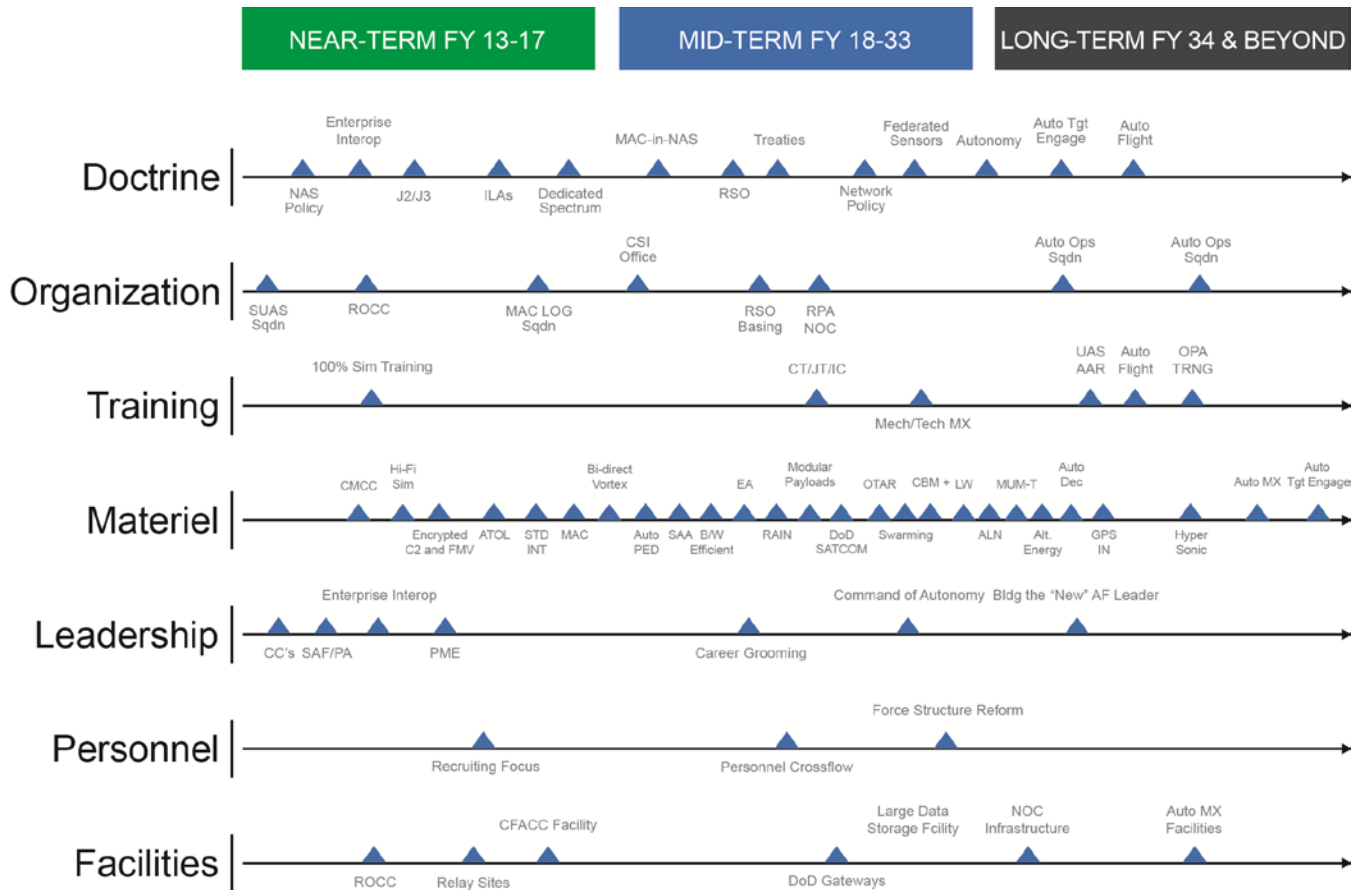 NEAR-TERM FY 13-17
MID-TERM FY 18-33
LONG-TERM FY 34 & BEYOND
Doctrine
Enterprise
Interop
MAC-in-NAS
Treaties
Federated
Sensors
Autonomy
Auto Tgt
Engage
Auto
Flight
NAS
Policy
J2/J3
ILAs
Dedicated
Spectrum
RSO
Network
Policy
Organization
CSI
Office
Auto Ops
Sqdn
Auto Ops
Sqdn
SUAS
Sqdn
ROCC
MAC LOG
Sqdn
RSO
Basing
RPA
NOC
Training
100% Sim Training
CT/JT/IC
UAS
AAR
Auto
Flight
OPA
TRNG
Mech/Tech MX
Materiel
CMCC
Hi-Fi
Sim
Bi-direct
Vortex
EA
Modular
Payloads
OTAR
CBM +
LW
MUM-T
Auto
Dec
Auto MX
Auto
Tgt Engage
Encrypted
C2 and FMV
ATOL
STD
INT
MAC
Auto
PED
SAA
B/W
Efficient
RAIN
DoD
SATCOM
Swarming
ALN
Alt.
Energy
GPS
IN
Hyper
Sonic
Leadership
Enterprise Interop
Command of Autonomy
Bldg the "New" AF Leader
CC's
SAF/PA
PME
Career Grooming
Personnel
Force Structure Reform
Recruiting Focus
Personnel Crossflow
Facilities
CFACC Facility
Large Data
Storage Fcility
NOC
Infrastructure
Auto MX
Facilities
ROCC
Relay Sites
DoD Gateways